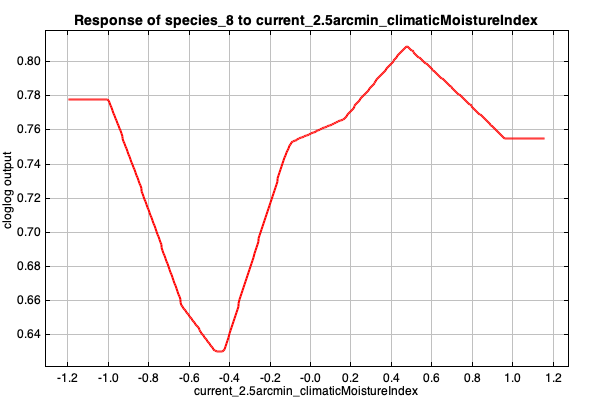 Response of species_8 to current_2.5arcmin_climaticMoistureIndex
0.80
0.78
0.76
0.74
0.72
0.70
0.68
0.66
0.64
cloglog output
-1.2 -1.0 -0.8 -0.6 -0.4 -0.2 -0.0 0.2 0.4 0.6 0.8 1.0 1.2
current_2.5arcmin_climaticMoistureIndex